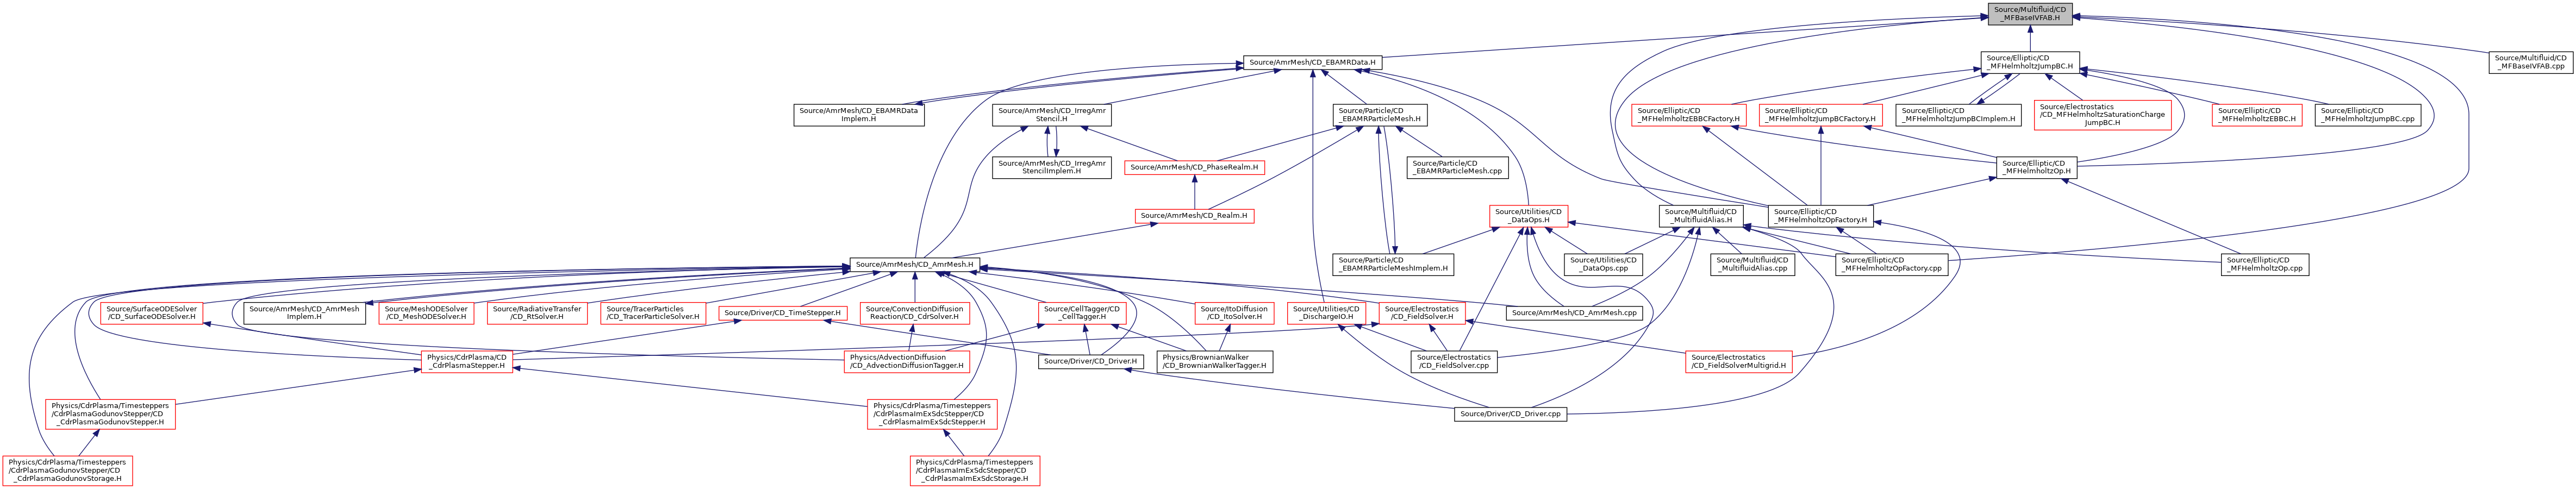 Source/Multifluid/CD
_MFBaseIVFAB.H
Source/AmrMesh/CD_EBAMRData.H
Source/Elliptic/CD
_MFHelmholtzJumpBC.H
Source/Multifluid/CD
_MFBaseIVFAB.cpp
Source/AmrMesh/CD_EBAMRData
Implem.H
Source/AmrMesh/CD_IrregAmr
Stencil.H
Source/Particle/CD
_EBAMRParticleMesh.H
Source/Elliptic/CD
_MFHelmholtzEBBCFactory.H
Source/Elliptic/CD
_MFHelmholtzJumpBCFactory.H
Source/Elliptic/CD
_MFHelmholtzJumpBCImplem.H
Source/Electrostatics
/CD_MFHelmholtzSaturationCharge
JumpBC.H
Source/Elliptic/CD
_MFHelmholtzEBBC.H
Source/Elliptic/CD
_MFHelmholtzJumpBC.cpp
Source/AmrMesh/CD_IrregAmr
StencilImplem.H
Source/AmrMesh/CD_PhaseRealm.H
Source/Particle/CD
_EBAMRParticleMesh.cpp
Source/Elliptic/CD
_MFHelmholtzOp.H
Source/AmrMesh/CD_Realm.H
Source/Utilities/CD
_DataOps.H
Source/Multifluid/CD
_MultifluidAlias.H
Source/Elliptic/CD
_MFHelmholtzOpFactory.H
Source/AmrMesh/CD_AmrMesh.H
Source/Particle/CD
_EBAMRParticleMeshImplem.H
Source/Utilities/CD
_DataOps.cpp
Source/Multifluid/CD
_MultifluidAlias.cpp
Source/Elliptic/CD
_MFHelmholtzOpFactory.cpp
Source/Elliptic/CD
_MFHelmholtzOp.cpp
Source/SurfaceODESolver
/CD_SurfaceODESolver.H
Source/AmrMesh/CD_AmrMesh
Implem.H
Source/MeshODESolver
/CD_MeshODESolver.H
Source/RadiativeTransfer
/CD_RtSolver.H
Source/TracerParticles
/CD_TracerParticleSolver.H
Source/Driver/CD_TimeStepper.H
Source/ConvectionDiffusion
Reaction/CD_CdrSolver.H
Source/CellTagger/CD
_CellTagger.H
Source/ItoDiffusion
/CD_ItoSolver.H
Source/Utilities/CD
_DischargeIO.H
Source/Electrostatics
/CD_FieldSolver.H
Source/AmrMesh/CD_AmrMesh.cpp
Physics/CdrPlasma/CD
_CdrPlasmaStepper.H
Physics/AdvectionDiffusion
/CD_AdvectionDiffusionTagger.H
Source/Driver/CD_Driver.H
Physics/BrownianWalker
/CD_BrownianWalkerTagger.H
Source/Electrostatics
/CD_FieldSolver.cpp
Source/Electrostatics
/CD_FieldSolverMultigrid.H
Physics/CdrPlasma/Timesteppers
/CdrPlasmaGodunovStepper/CD
_CdrPlasmaGodunovStepper.H
Physics/CdrPlasma/Timesteppers
/CdrPlasmaImExSdcStepper/CD
_CdrPlasmaImExSdcStepper.H
Source/Driver/CD_Driver.cpp
Physics/CdrPlasma/Timesteppers
/CdrPlasmaGodunovStepper/CD
_CdrPlasmaGodunovStorage.H
Physics/CdrPlasma/Timesteppers
/CdrPlasmaImExSdcStepper/CD
_CdrPlasmaImExSdcStorage.H